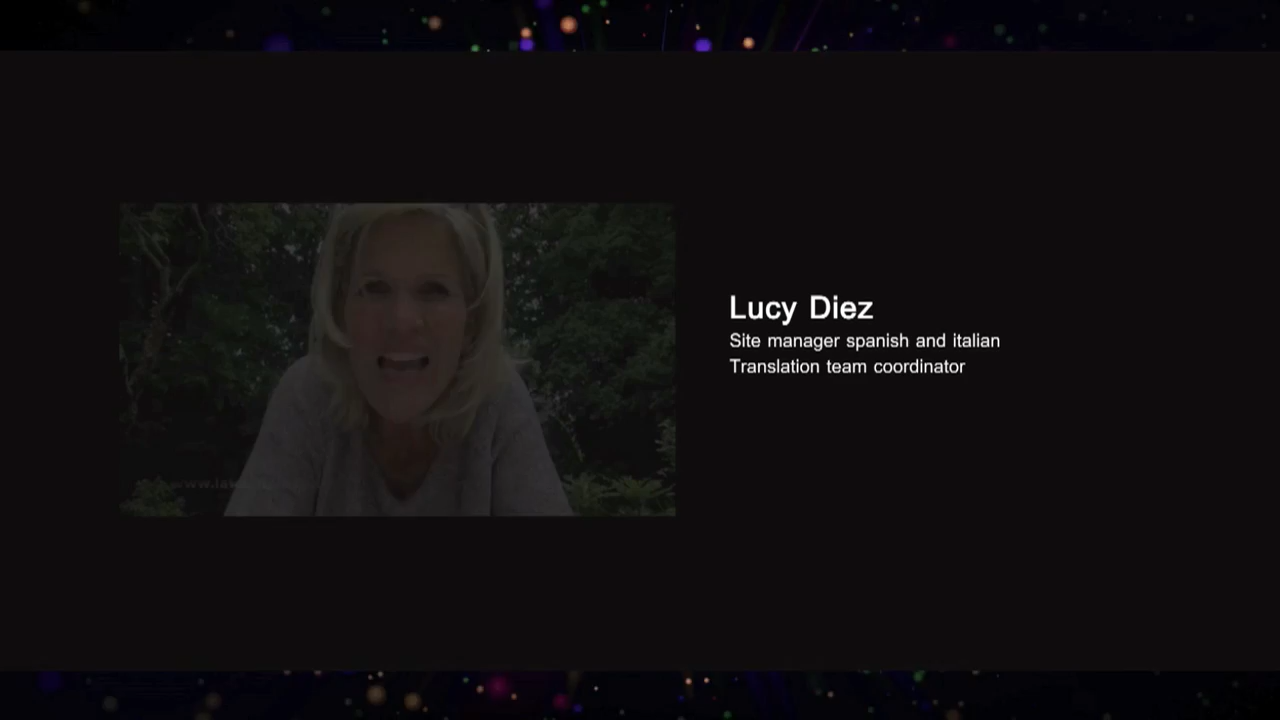 Lucy Diez
Site manager spanish and italian
Translation team coordinator